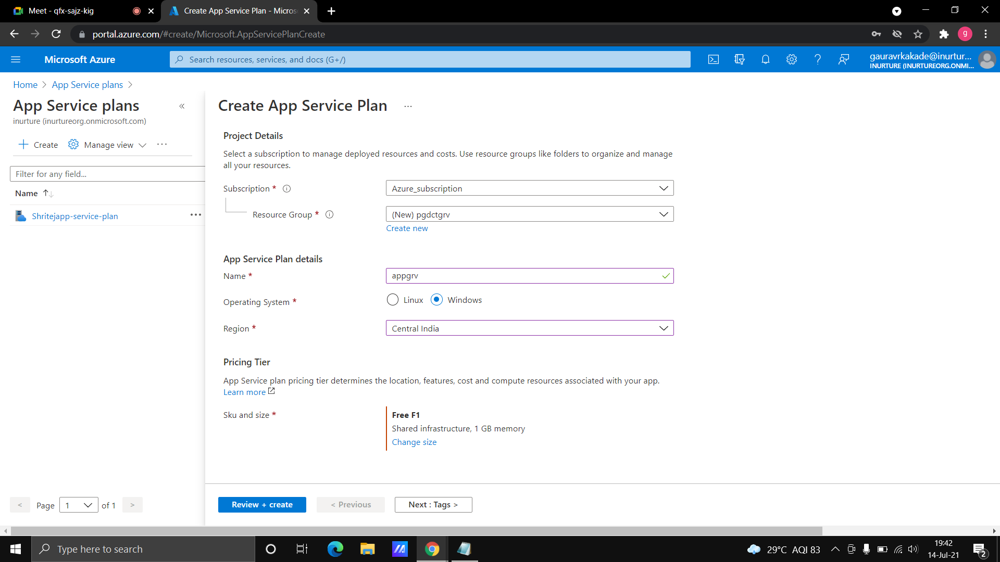 Meet - qfx-sajz-kig
Create App Service Plan - Micros
portal.azure.com/#create/Microsoft.AppServicePlanCreate
g
Microsoft Azure
Search resources, services, and docs (G+/)
gauravrkakade@inurtur...
INURTURE (INURTUREORG.ONMI...
Home > App Service plans >
App Service plans
«
inurture (inurtureorg.onmicrosoft.com)
Create
Manage view
...
Filter for any field...
Name ↑↓
Shritejapp-service-plan
...
< Page 1 of 1 >
Create App Service Plan
...
Project Details
Select a subscription to manage deployed resources and costs. Use resource groups like folders to organize and manage
all your resources.
Subscription *
Azure_subscription
Resource Group *
(New) pgdctgrv
Create new
App Service Plan details
Name *
appgrv
Operating System *
Linux
Windows
Region *
Central India
Pricing Tier
App Service plan pricing tier determines the location, features, cost and compute resources associated with your app.
Learn more
Sku and size *
Free F1
Shared infrastructure, 1 GB memory
Change size
Review + create
< Previous
Next : Tags >
Type here to search
29°C AQI 83
19:42
14-Jul-21
2